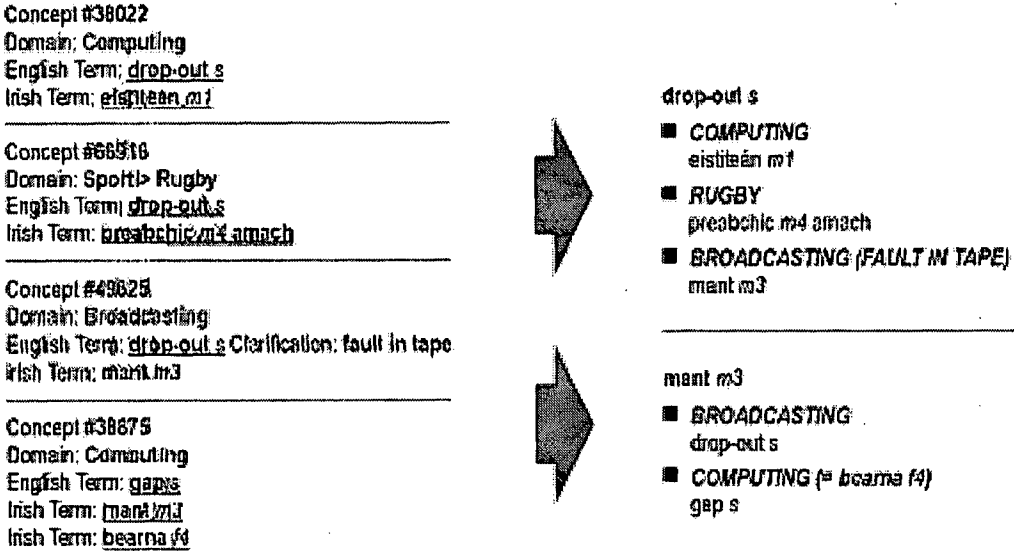 Concept #38022
Domain: Computing
English Term: drop-out s
Irish Term: eistiteán m1
Concept
Domain: Sport|> Rugby
English Term: drop-out s
Irish Term: preabchic m4 amach
Concept #49625
Domain: Broadcasting
English Term: drop-out s Clarification: fault in tape
Irish Term: mant m3
Concept #38675
Domain: Computing
English Term: gap s
Irish Term: mant m3
Irish Term: bearna f4
drop-out s
■ COMPUTING
eistiteán m1
■ RUGBY
preabchic m4 amach
■ BROADCASTING (FAULT IN TAPE)
mant m3
mant m3
■ BROADCASTING
drop-out s
■ COMPUTING (= bearna f4)
gap s